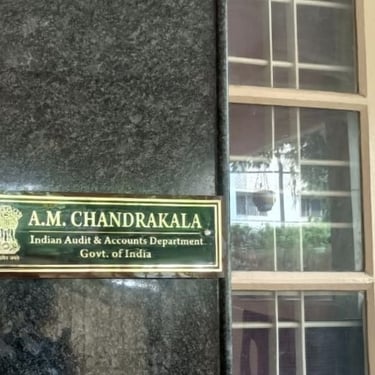 A.M. CHANDRAKALA
Indian Audit & Accounts Department
Govt. of India